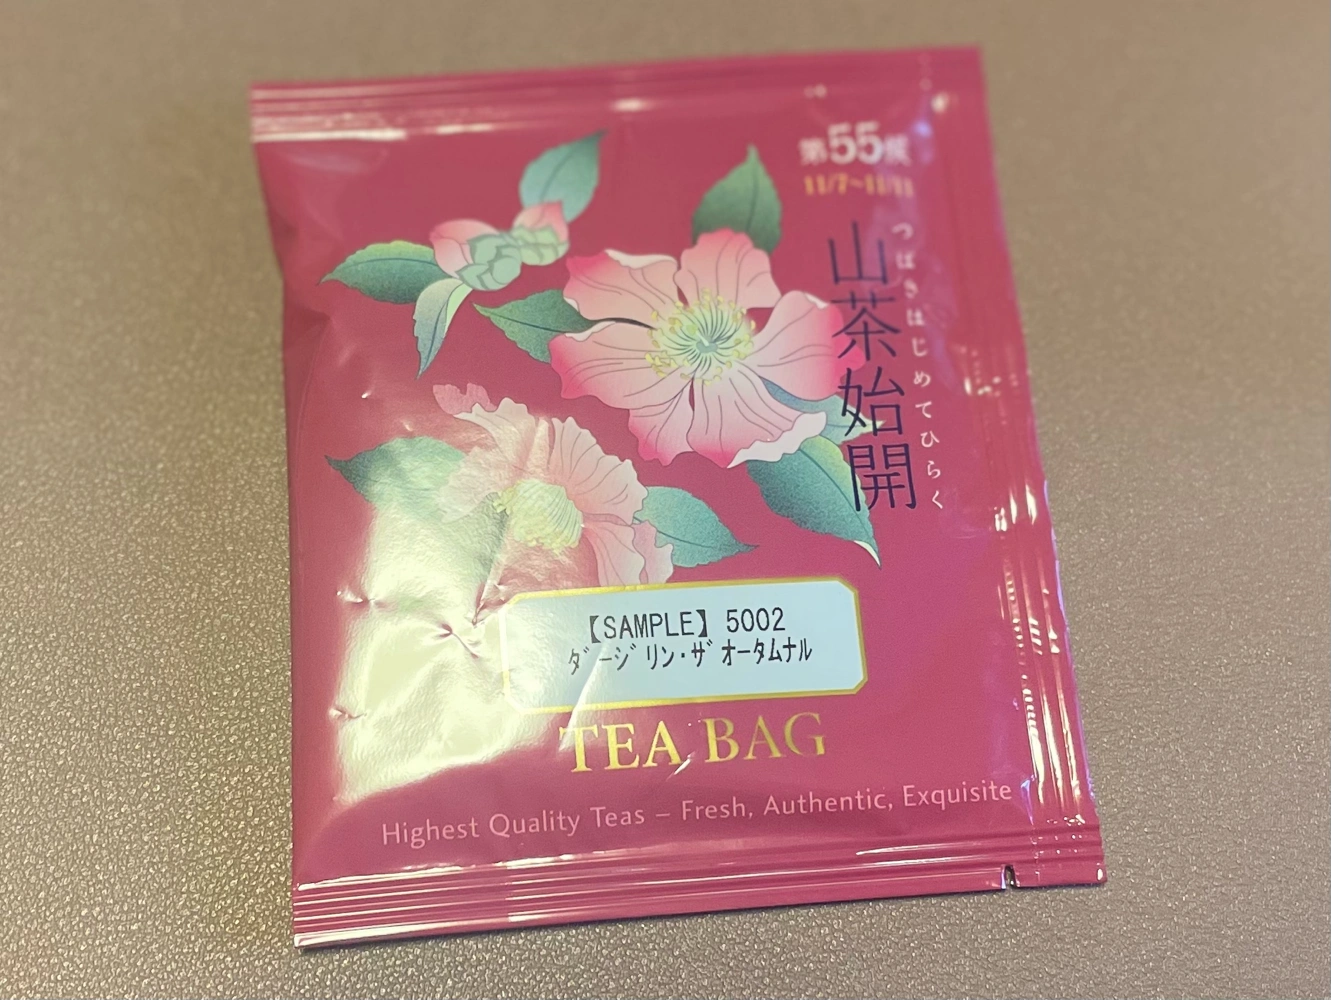 第55候
11/7~11/11
山茶始開
つばきはじめてひらく
【SAMPLE】 5002
ﾀﾞｰｼﾞﾘﾝ・ｻﾞｵｰﾀﾑﾅﾙ
TEA BAG
Highest Quality Teas – Fresh, Authentic, Exquisite